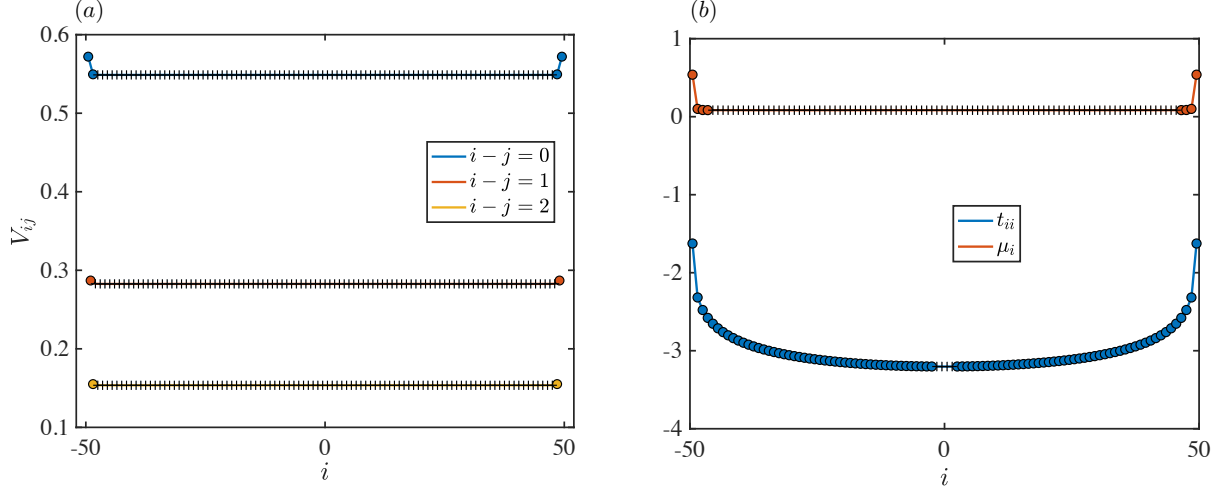 (a)
0.6
0.5
0.4
0.3
0.2
0.1
V_{ij}
-50
0
50
i
i − j = 0
i − j = 1
i − j = 2
(b)
1
0
-1
-2
-3
-4
-50
0
50
i
t_{ii}
μ_i